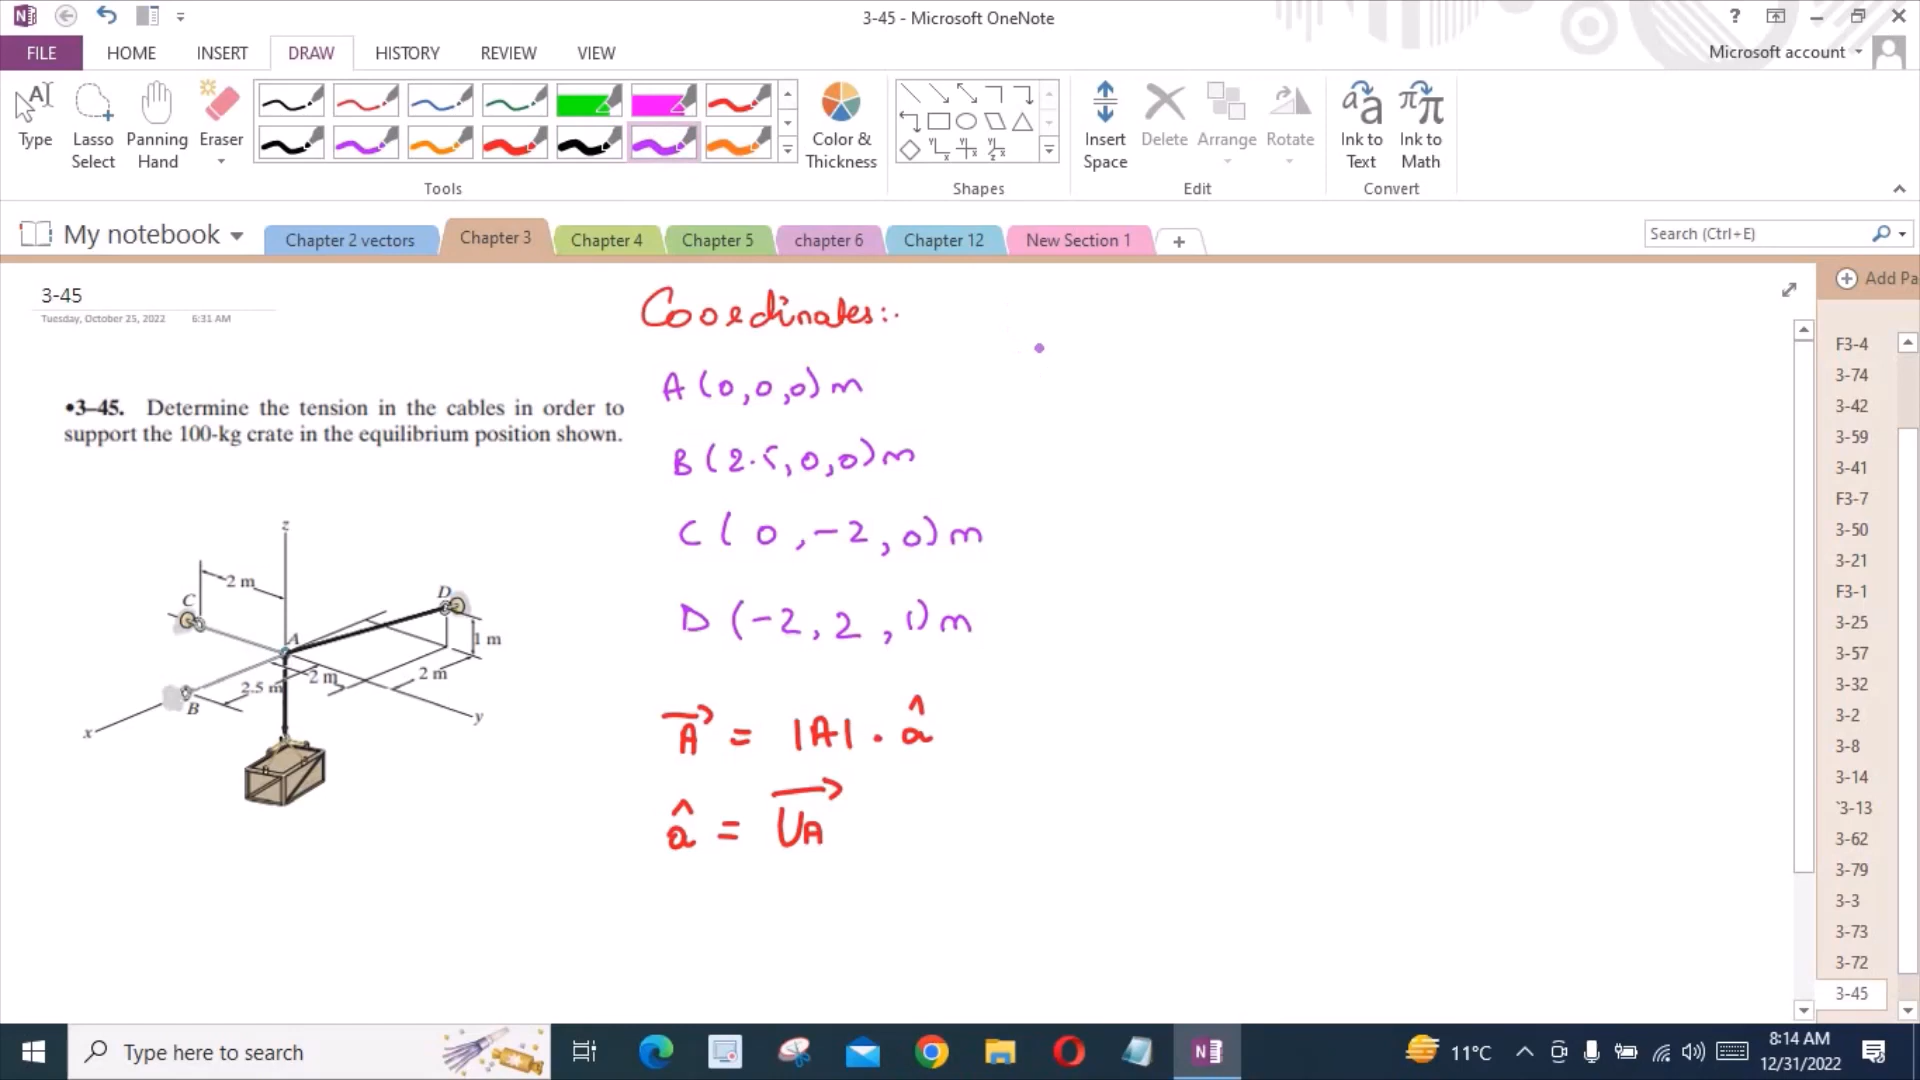 3-45 - Microsoft OneNote
?
Microsoft account
FILE
HOME
INSERT
DRAW
HISTORY
REVIEW
VIEW
Type
Lasso
Select
Panning
Hand
Eraser
Color &
Thickness
Insert
Space
Delete
Arrange
Rotate
Ink to
Text
Ink to
Math
Tools
Shapes
Edit
Convert
My notebook
Chapter 2 vectors
Chapter 3
Chapter 4
Chapter 5
chapter 6
Chapter 12
New Section 1
+
Search (Ctrl+E)
Add Pa
3-45
Tuesday, October 25, 2022 6:31 AM
•3–45. Determine the tension in the cables in order to
support the 100-kg crate in the equilibrium position shown.
z
2 m
C
D
A
1 m
2 m
2 m
2.5 m
B
x
y
Coordinates:.
A (0,0,0) m
B (2.5,0,0) m
C ( 0 , -2 , 0) m
D (-2, 2 , 1) m
A⃗ = |A| . â
â = U⃗A
F3-4
3-74
3-42
3-59
3-41
F3-7
3-50
3-21
F3-1
3-25
3-57
3-32
3-2
3-8
3-14
`3-13
3-62
3-79
3-3
3-73
3-72
3-45
Type here to search
11°C
8:14 AM
12/31/2022